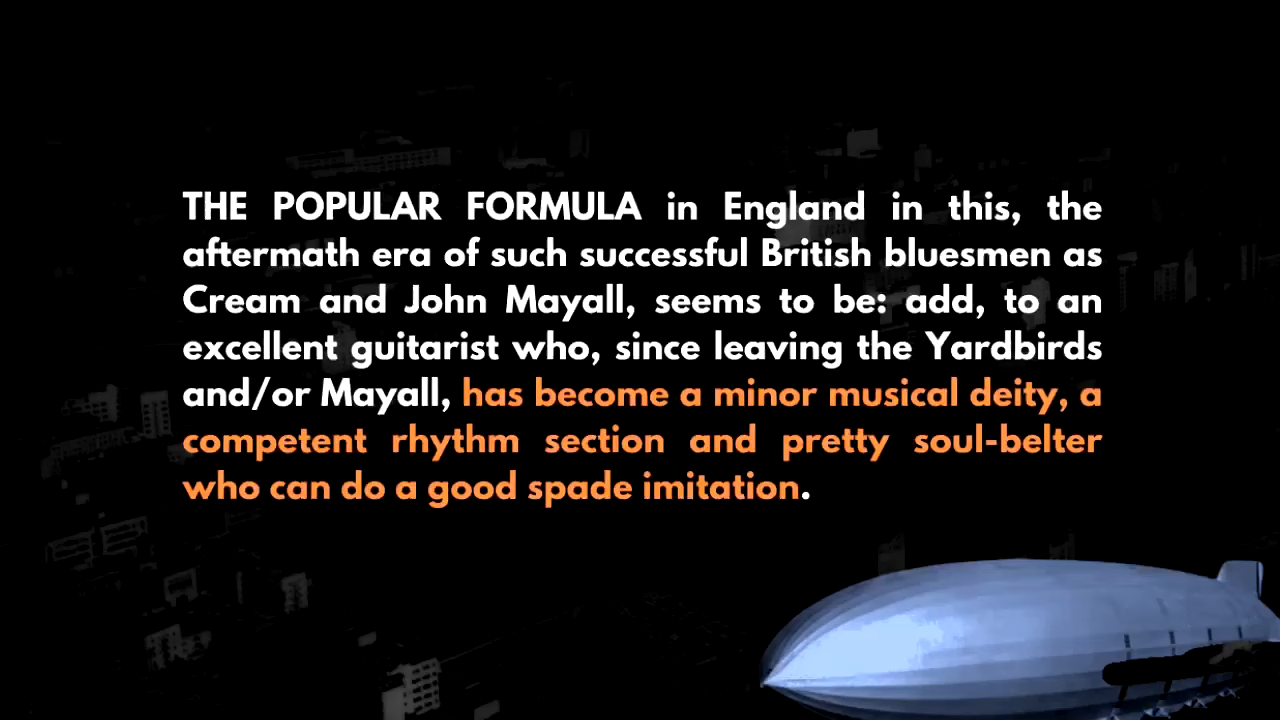 THE POPULAR FORMULA in England in this, the
aftermath era of such successful British bluesmen as
Cream and John Mayall, seems to be: add, to an
excellent guitarist who, since leaving the Yardbirds
and/or Mayall, has become a minor musical deity, a
competent rhythm section and pretty soul-belter
who can do a good spade imitation.